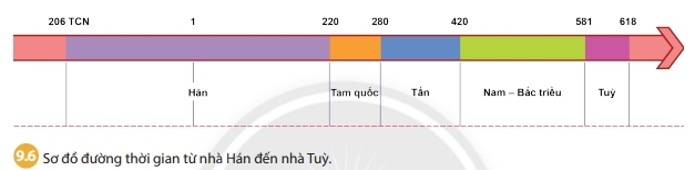 206 TCN 1 220 280 420 581 618
Hán Tam quốc Tấn Nam – Bắc triều Tuỳ
9.6 Sơ đồ đường thời gian từ nhà Hán đến nhà Tuỳ.